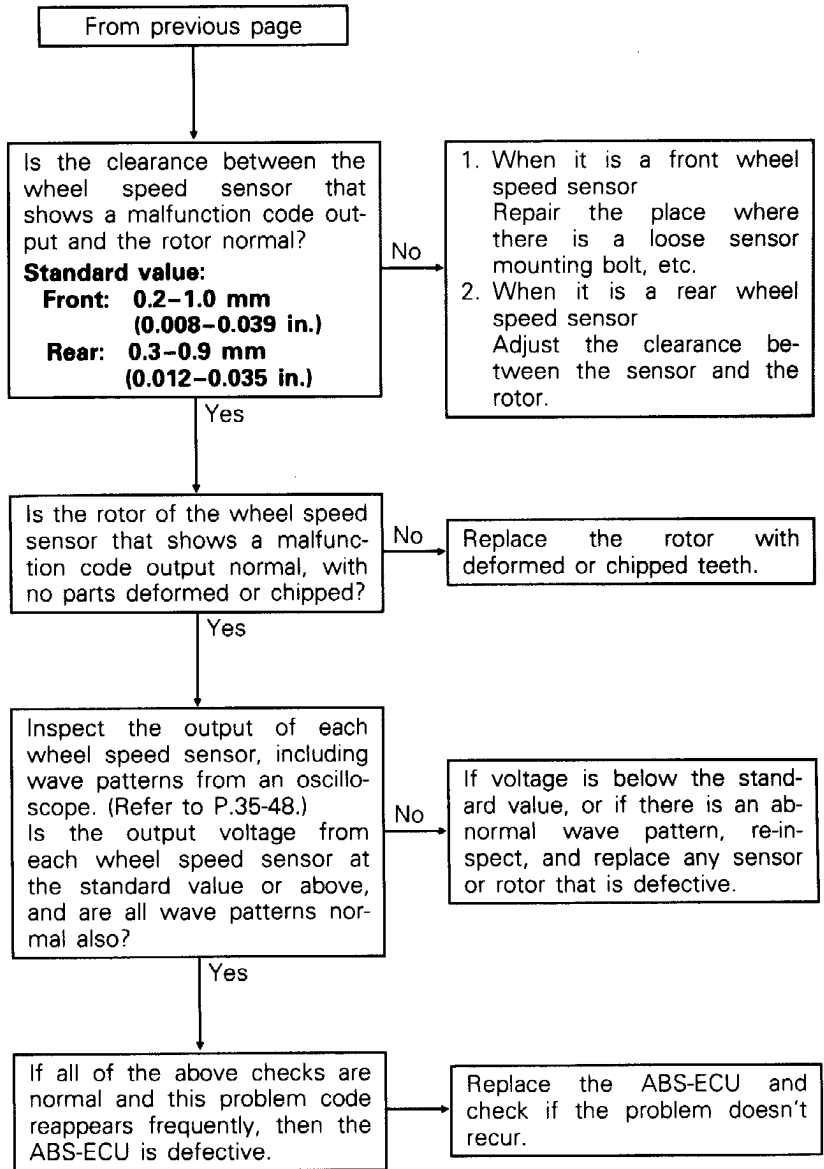 From previous page
Is the clearance between the
wheel speed sensor that
shows a malfunction code out-
put and the rotor normal?
Standard value:
Front: 0.2–1.0 mm
(0.008–0.039 in.)
Rear: 0.3–0.9 mm
(0.012–0.035 in.)
No
1. When it is a front wheel
speed sensor
Repair the place where
there is a loose sensor
mounting bolt, etc.
2. When it is a rear wheel
speed sensor
Adjust the clearance be-
tween the sensor and the
rotor.
Yes
Is the rotor of the wheel speed
sensor that shows a malfunc-
tion code output normal, with
no parts deformed or chipped?
No
Replace the rotor with
deformed or chipped teeth.
Yes
Inspect the output of each
wheel speed sensor, including
wave patterns from an oscillo-
scope. (Refer to P.35-48.)
Is the output voltage from
each wheel speed sensor at
the standard value or above,
and are all wave patterns nor-
mal also?
No
If voltage is below the stand-
ard value, or if there is an ab-
normal wave pattern, re-in-
spect, and replace any sensor
or rotor that is defective.
Yes
If all of the above checks are
normal and this problem code
reappears frequently, then the
ABS-ECU is defective.
Replace the ABS-ECU and
check if the problem doesn't
recur.